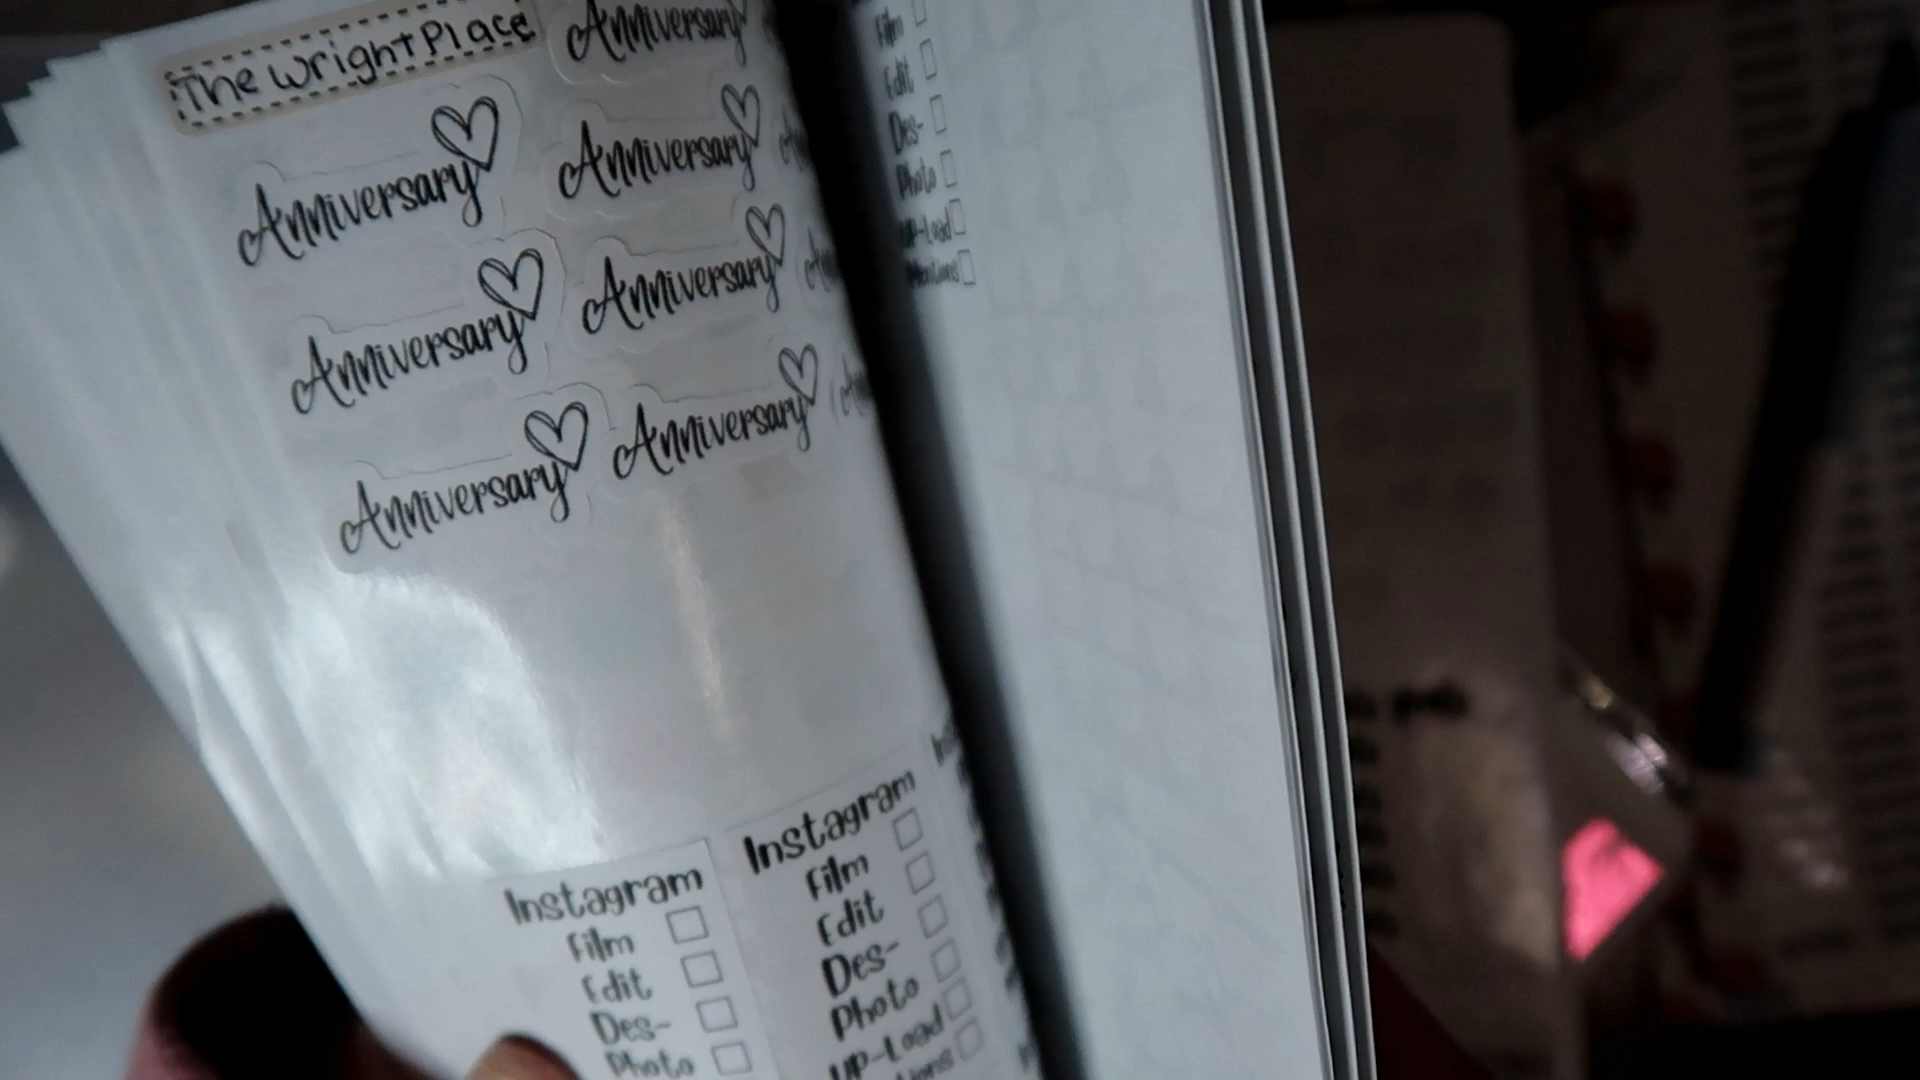 The Wright Place
Anniversary
Anniversary
Anniversary
Anniversary
Anniversary
Anniversary
Anniversary
Instagram
Film
Edit
Des-
Photo
Instagram
Film
Edit
Des-
Photo
UP-Load
Film
Edit
Des-
Photo
UP-Load
Mentions